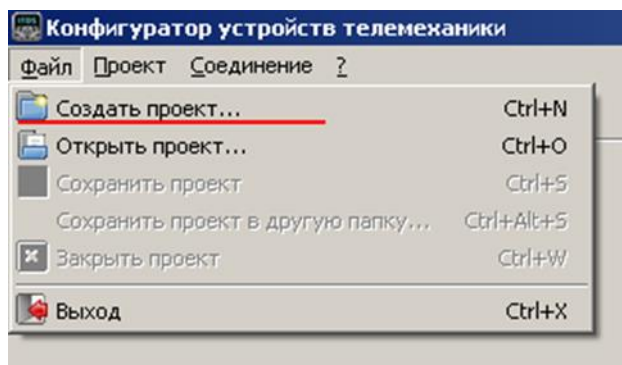 Конфигуратор устройств телемеханики
Файл Проект Соединение ?
Создать проект... Ctrl+N
Открыть проект... Ctrl+O
Сохранить проект Ctrl+S
Сохранить проект в другую папку... Ctrl+Alt+S
Закрыть проект Ctrl+W
Выход Ctrl+X